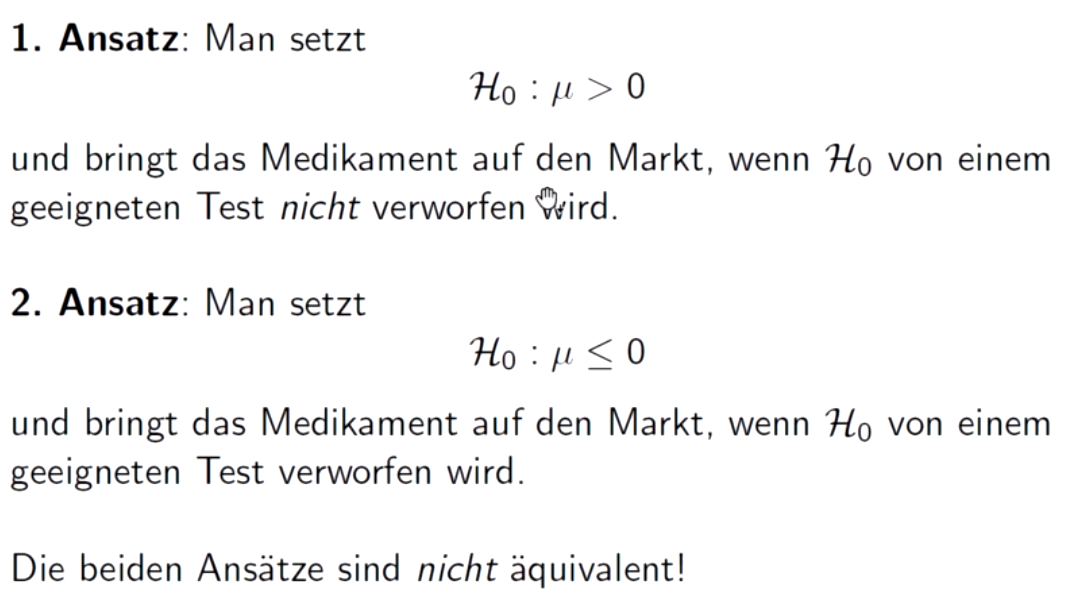 1. Ansatz: Man setzt
ℋ₀ : μ > 0
und bringt das Medikament auf den Markt, wenn ℋ₀ von einem
geeigneten Test nicht verworfen wird.
2. Ansatz: Man setzt
ℋ₀ : μ ≤ 0
und bringt das Medikament auf den Markt, wenn ℋ₀ von einem
geeigneten Test verworfen wird.
Die beiden Ansätze sind nicht äquivalent!